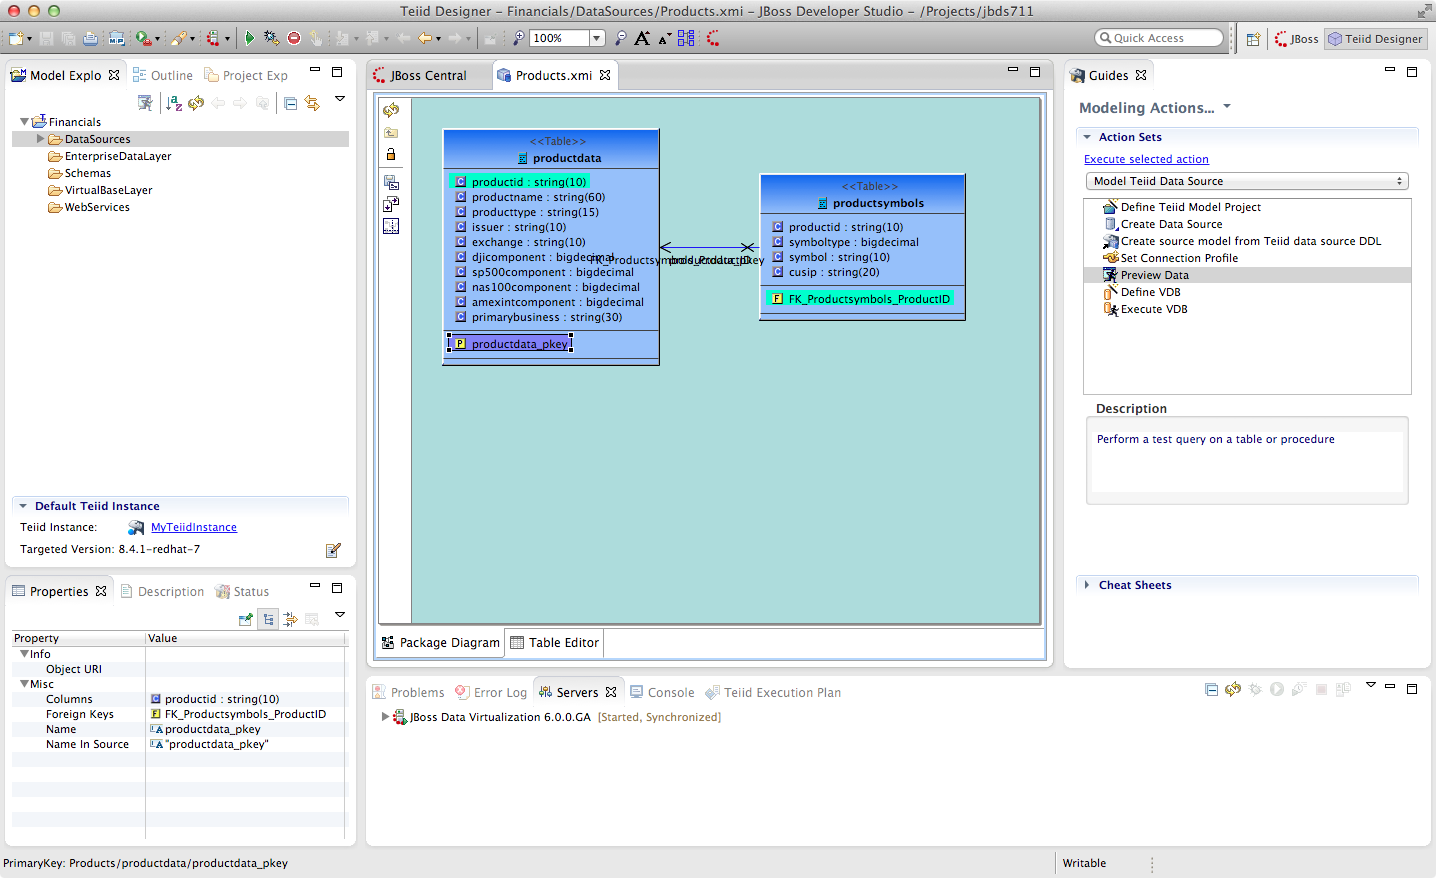 Teiid Designer – Financials/DataSources/Products.xmi – JBoss Developer Studio – /Projects/jbds711
100%
Quick Access
JBoss
Teiid Designer
Model Explo
Outline
Project Exp
Financials
DataSources
EnterpriseDataLayer
Schemas
VirtualBaseLayer
WebServices
Default Teiid Instance
Teiid Instance: MyTeiidInstance
Targeted Version: 8.4.1-redhat-7
Properties
Description
Status
Property Value
Info
Object URI
Misc
Columns productid : string(10)
Foreign Keys FK_Productsymbols_ProductID
Name productdata_pkey
Name In Source "productdata_pkey"
JBoss Central
Products.xmi
<<Table>>
productdata
productid : string(10)
productname : string(60)
producttype : string(15)
issuer : string(10)
exchange : string(10)
djicomponent : bigdecimal
sp500component : bigdecimal
nas100component : bigdecimal
amexintcomponent : bigdecimal
primarybusiness : string(30)
productdata_pkey
<<Table>>
productsymbols
productid : string(10)
symboltype : bigdecimal
symbol : string(10)
cusip : string(20)
FK_Productsymbols_ProductID
Package Diagram
Table Editor
Guides
Modeling Actions...
Action Sets
Execute selected action
Model Teiid Data Source
Define Teiid Model Project
Create Data Source
Create source model from Teiid data source DDL
Set Connection Profile
Preview Data
Define VDB
Execute VDB
Description
Perform a test query on a table or procedure
Cheat Sheets
Problems
Error Log
Servers
Console
Teiid Execution Plan
JBoss Data Virtualization 6.0.0.GA [Started, Synchronized]
PrimaryKey: Products/productdata/productdata_pkey
Writable